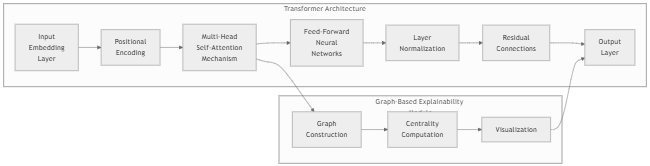 Transformer Architecture
Input
Embedding
Layer
Positional
Encoding
Multi-Head
Self-Attention
Mechanism
Feed-Forward
Neural
Networks
Layer
Normalization
Residual
Connections
Output
Layer
Graph-Based Explainability
Graph
Construction
Centrality
Computation
Visualization